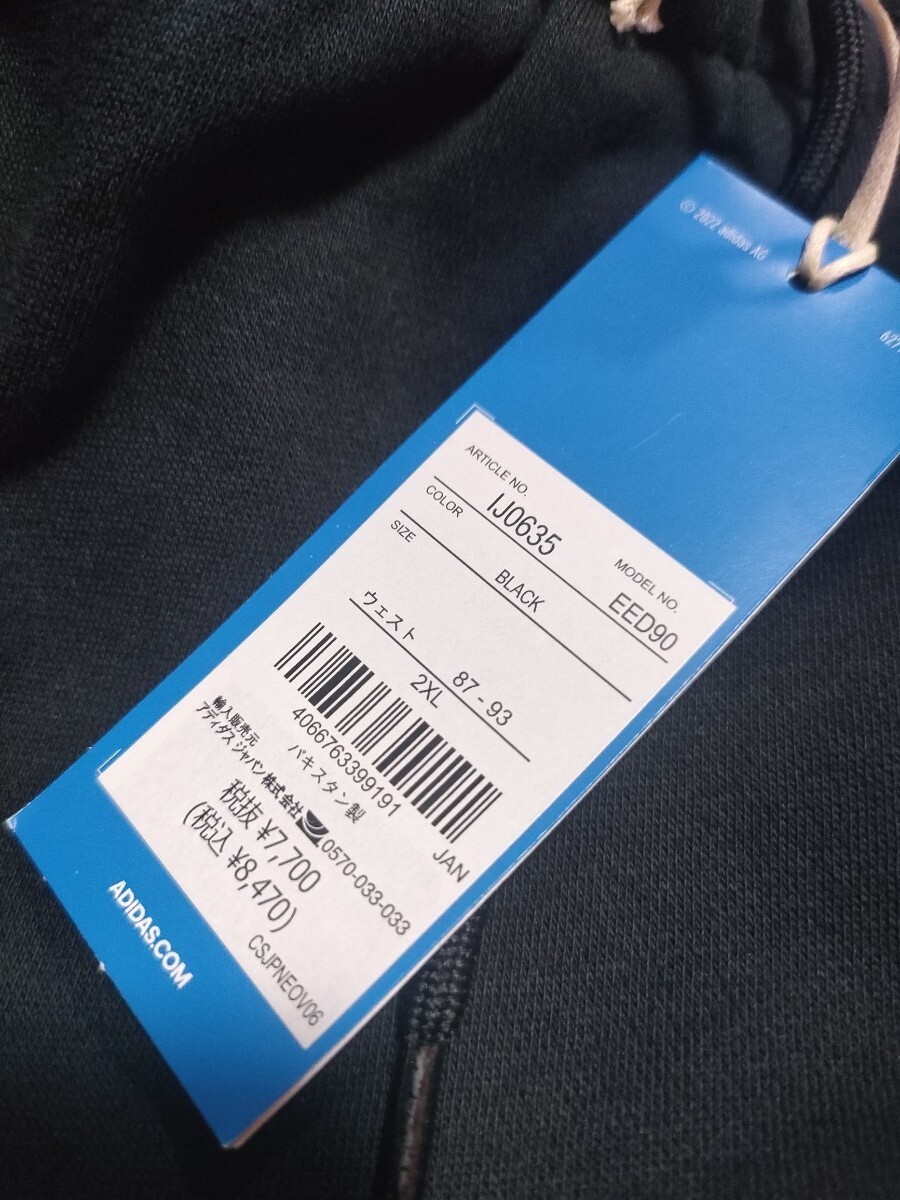 © 2022 adidas AG
ARTICLE NO. MODEL NO.
IJ0635 EED90
COLOR BLACK
SIZE
ウェスト 87 - 93
2XL
4066763399191 JAN
パキスタン製
輸入販売元
アディダス ジャパン株式会社 0570-033-033
税抜 ¥7,700
(税込 ¥8,470)
CSJPNEOV06
ADIDAS.COM